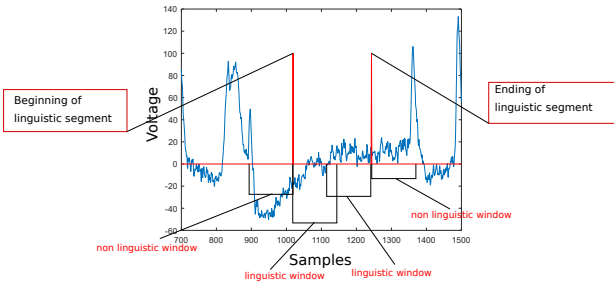 140
120
100
80
60
40
20
0
-20
-40
-60
Voltage
Beginning of
linguistic segment
Ending of
linguistic segment
700 800 900 1000 1100 1200 1300 1400 1500
Samples
non linguistic window
linguistic window
linguistic window
non linguistic window